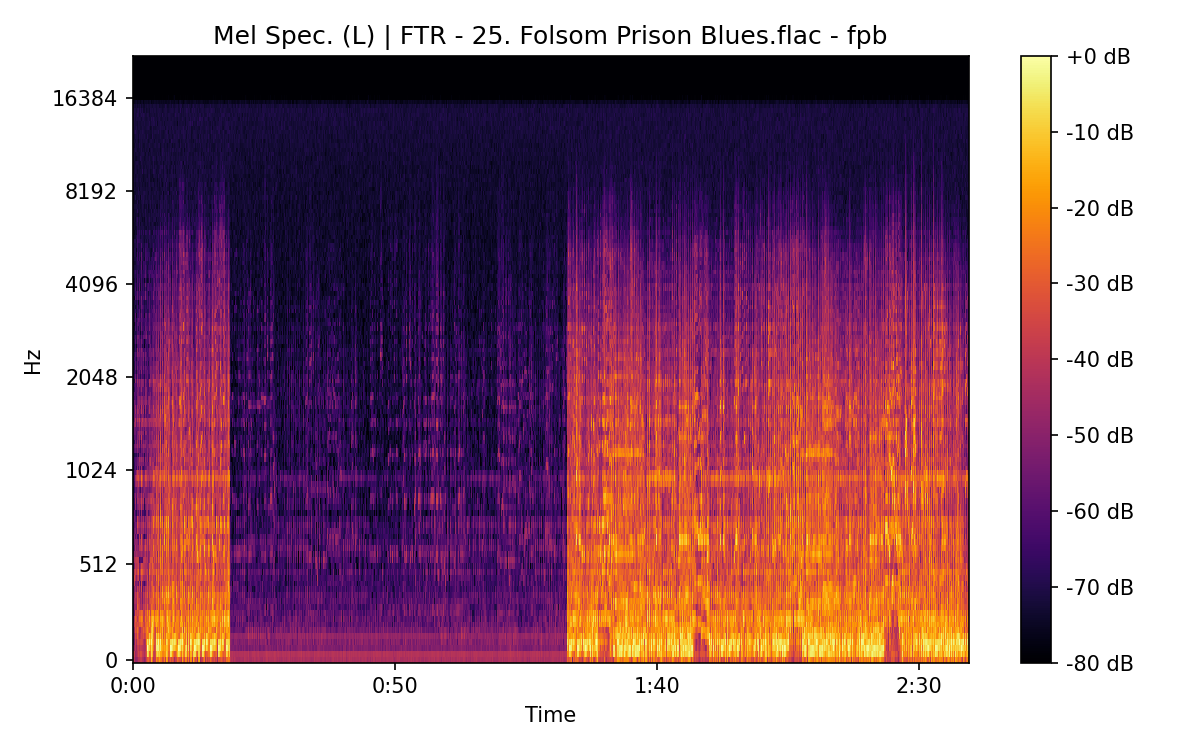 Mel Spec. (L) | FTR - 25. Folsom Prison Blues.flac - fpb
Hz
16384
8192
4096
2048
1024
512
0
0:00
0:50
1:40
2:30
Time
+0 dB
-10 dB
-20 dB
-30 dB
-40 dB
-50 dB
-60 dB
-70 dB
-80 dB